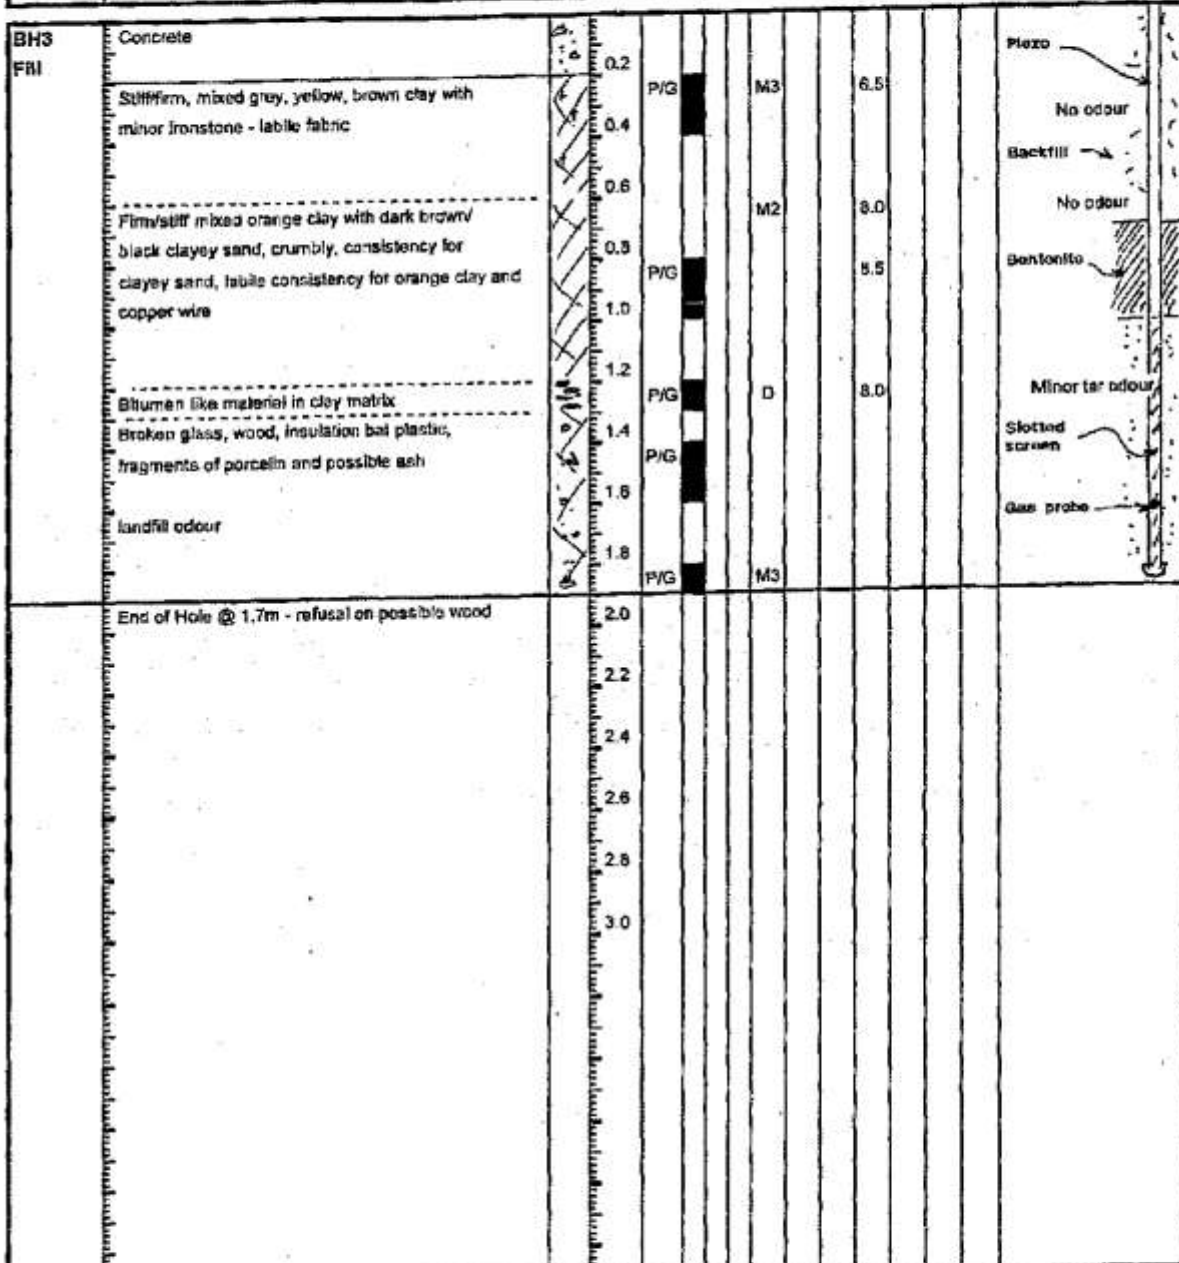 BH3
Fill
Concrete
Stiff/firm, mixed grey, yellow, brown clay with
minor ironstone - labile fabric
Firm/stiff mixed orange clay with dark brown/
black clayey sand, crumbly, consistency for
clayey sand, labile consistency for orange clay and
copper wire
Bitumen like material in clay matrix
Broken glass, wood, insulation bat plastic,
fragments of porcelin and possible ash
landfill odour
End of Hole @ 1.7m - refusal on possible wood
0.2
0.4
0.6
0.8
1.0
1.2
1.4
1.6
1.8
2.0
2.2
2.4
2.6
2.8
3.0
P/G
P/G
P/G
P/G
P/G
M3
M2
D
M3
6.5
8.0
8.5
8.0
Piezo
No odour
Backfill
No odour
Bentonite
Minor tar odour
Slotted
screen
Gas probe